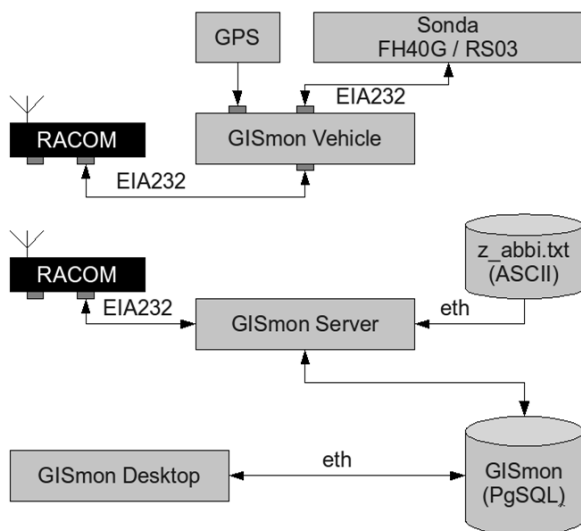 GPS
Sonda
FH40G / RS03
EIA232
RACOM
GISmon Vehicle
EIA232
RACOM
z_abbi.txt
(ASCII)
EIA232
GISmon Server
eth
GISmon Desktop
eth
GISmon
(PgSQL)